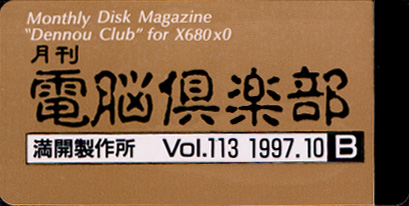 Monthly Disk Magazine
"Dennou Club" for X680x0
月刊
電脳倶楽部
満開製作所 Vol.113 1997.10 B